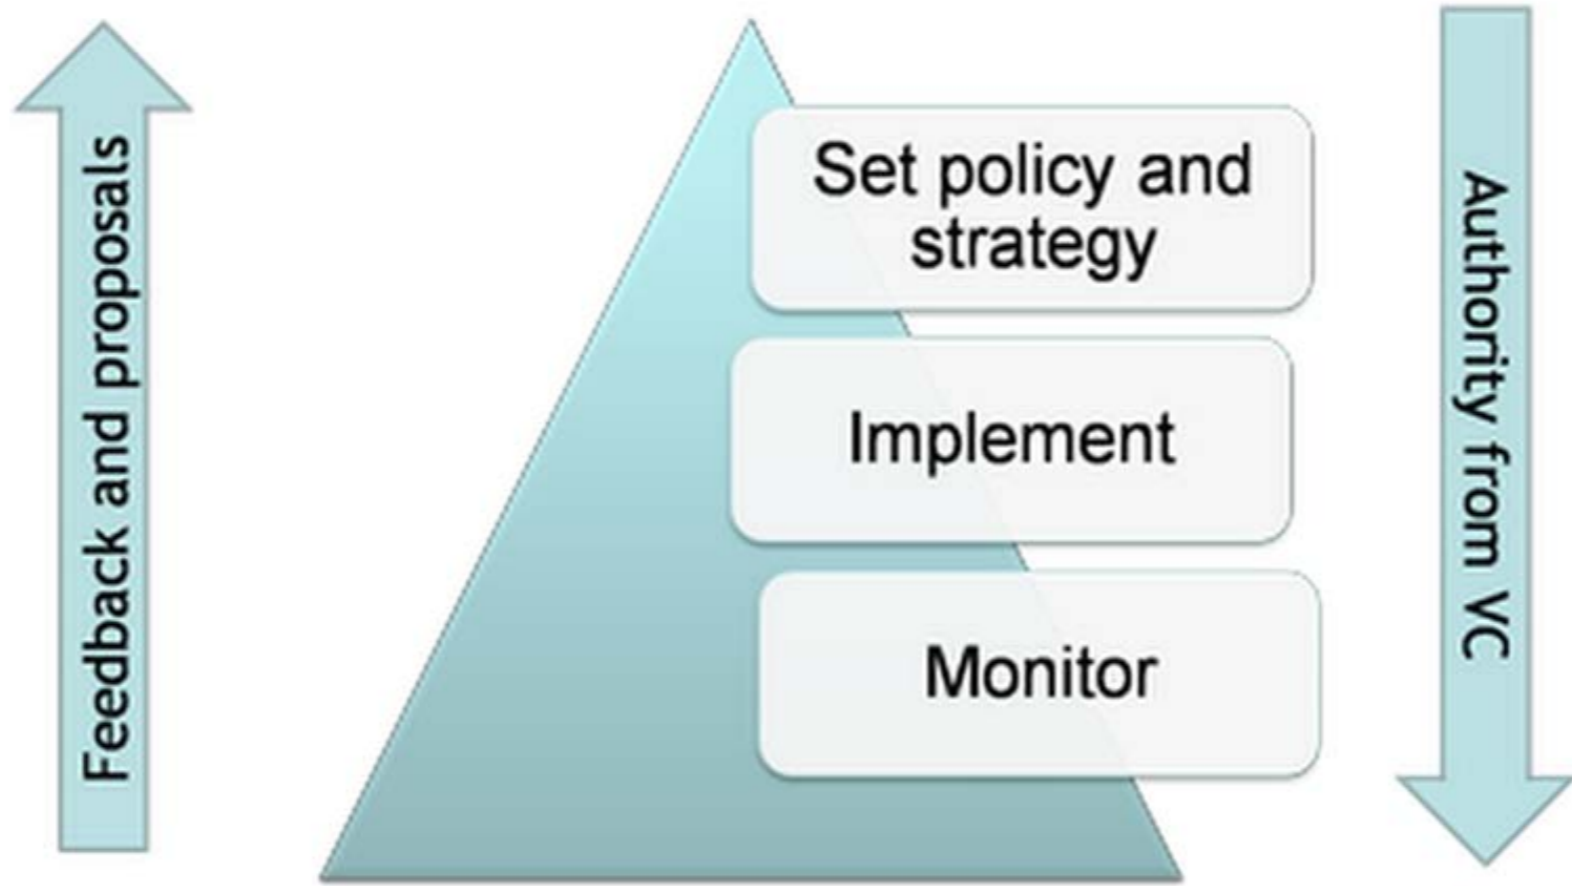 Feedback and proposals
Set policy and
strategy
Implement
Monitor
Authority from VC